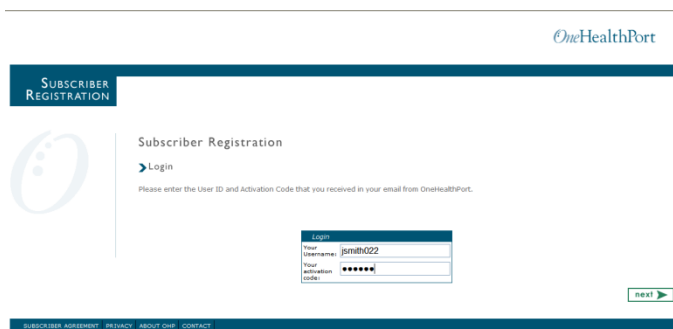 OneHealthPort
SUBSCRIBER
REGISTRATION
Subscriber Registration
Login
Please enter the User ID and Activation Code that you received in your email from OneHealthPort.
Login
Your
Username:
jsmith022
Your
activation
code:
••••••
next
SUBSCRIBER AGREEMENT PRIVACY ABOUT OHP CONTACT